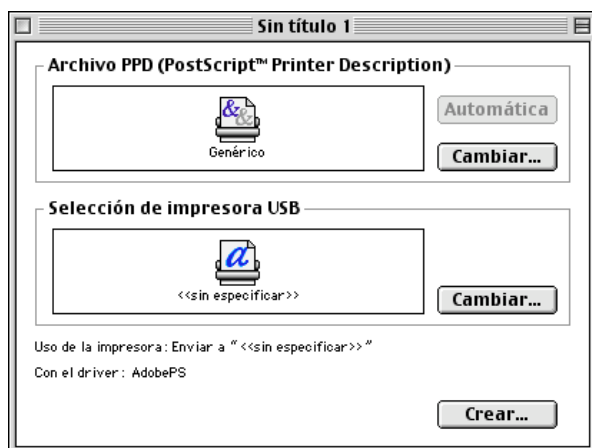 Sin título 1
Archivo PPD (PostScript™ Printer Description)
Genérico
Automática
Cambiar...
Selección de impresora USB
<<sin especificar>>
Cambiar...
Uso de la impresora: Enviar a "<<sin especificar>>"
Con el driver: AdobePS
Crear...